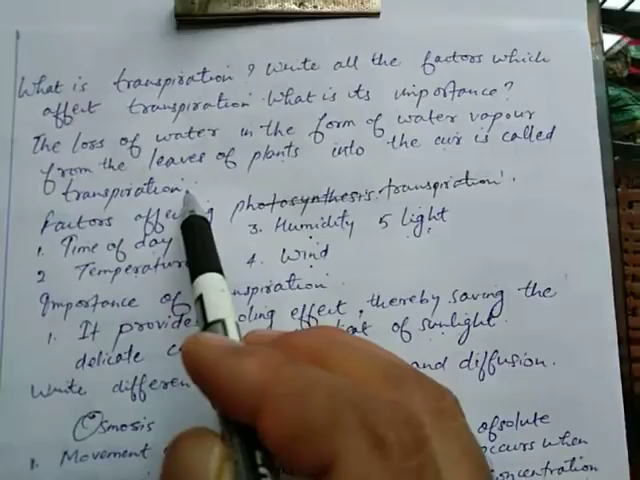 What is transpiration? Write all the factors which
affect transpiration. What is its importance?
The loss of water in the form of water vapour
from the leaves of plants into the air is called
transpiration.
Factors photosynthesis transpiration.
1. Time of day 3. Humidity 5 light
2 Temperature 4. Wind
Importance of
1. It provides effect, thereby saving the
delicate of sunlight.
Write and diffusion.
Osmosis
1. Movement occurs when